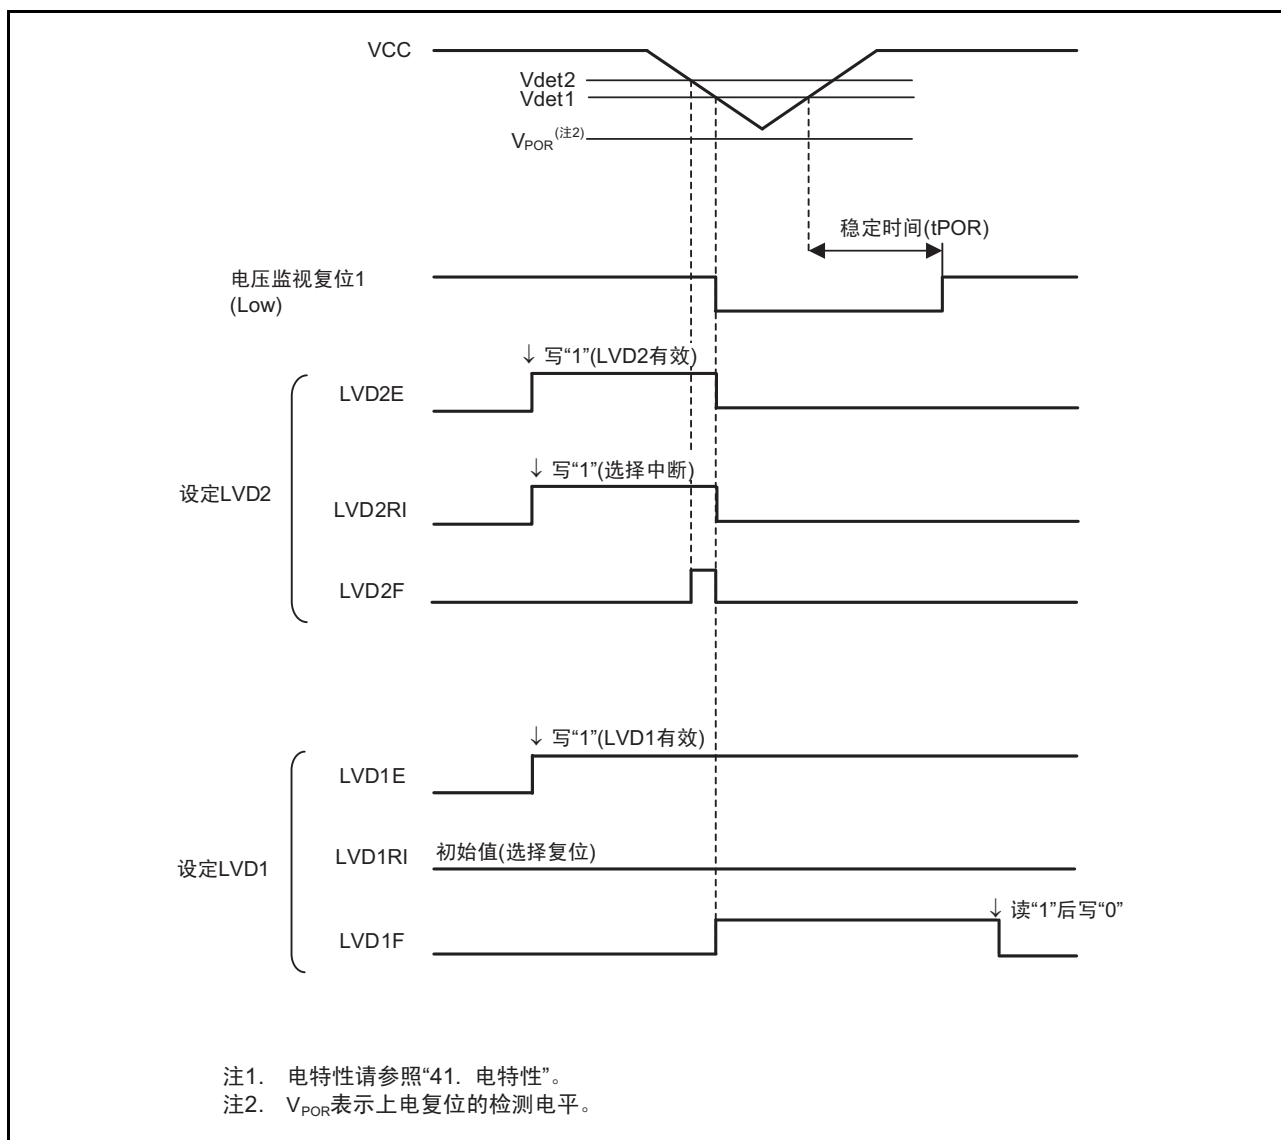 VCC
Vdet2
Vdet1
VPOR(注2)
稳定时间(tPOR)
电压监视复位1
(Low)
↓ 写“1”(LVD2有效)
LVD2E
↓ 写“1”(选择中断)
设定LVD2
LVD2RI
LVD2F
↓ 写“1”(LVD1有效)
LVD1E
初始值(选择复位)
LVD1RI
设定LVD1
↓ 读“1”后写“0”
LVD1F
注1. 电特性请参照“41. 电特性”。
注2. VPOR表示上电复位的检测电平。